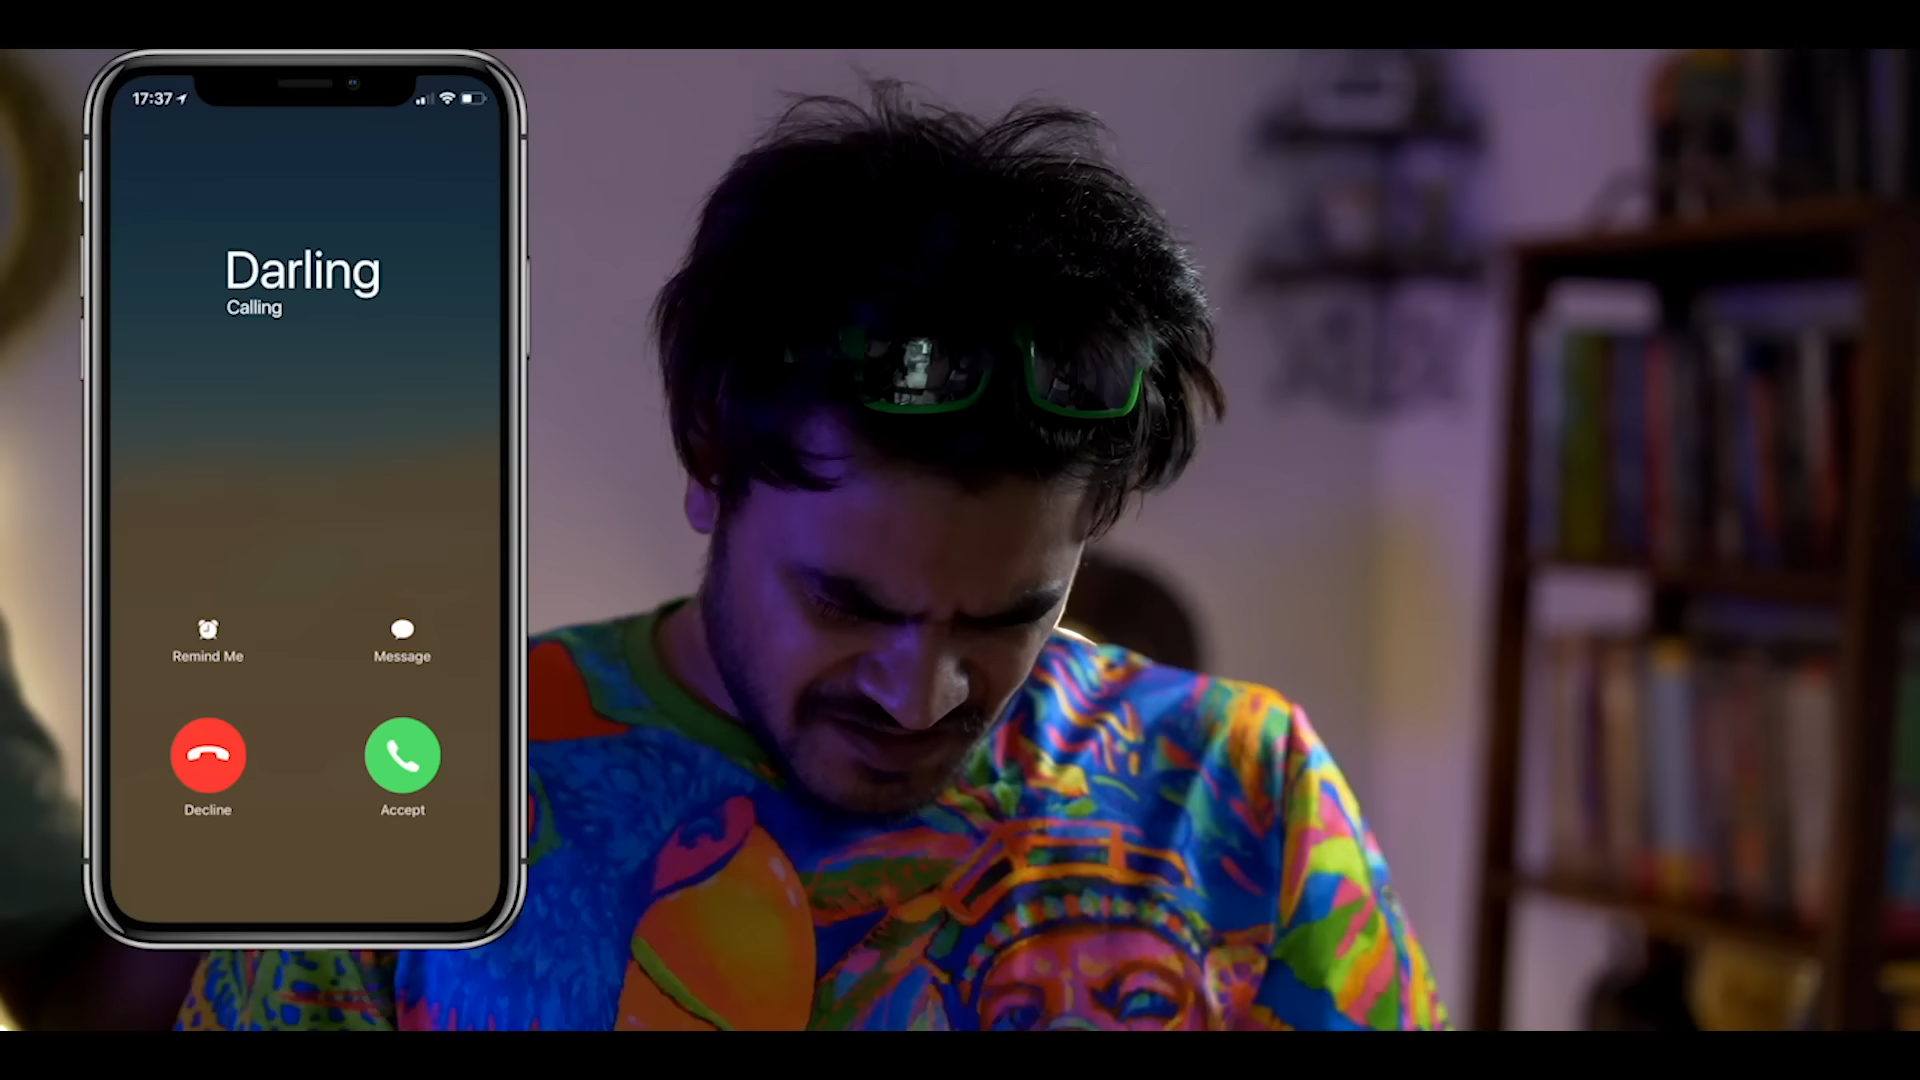 17:37
Darling
Calling
Remind Me
Message
Decline
Accept